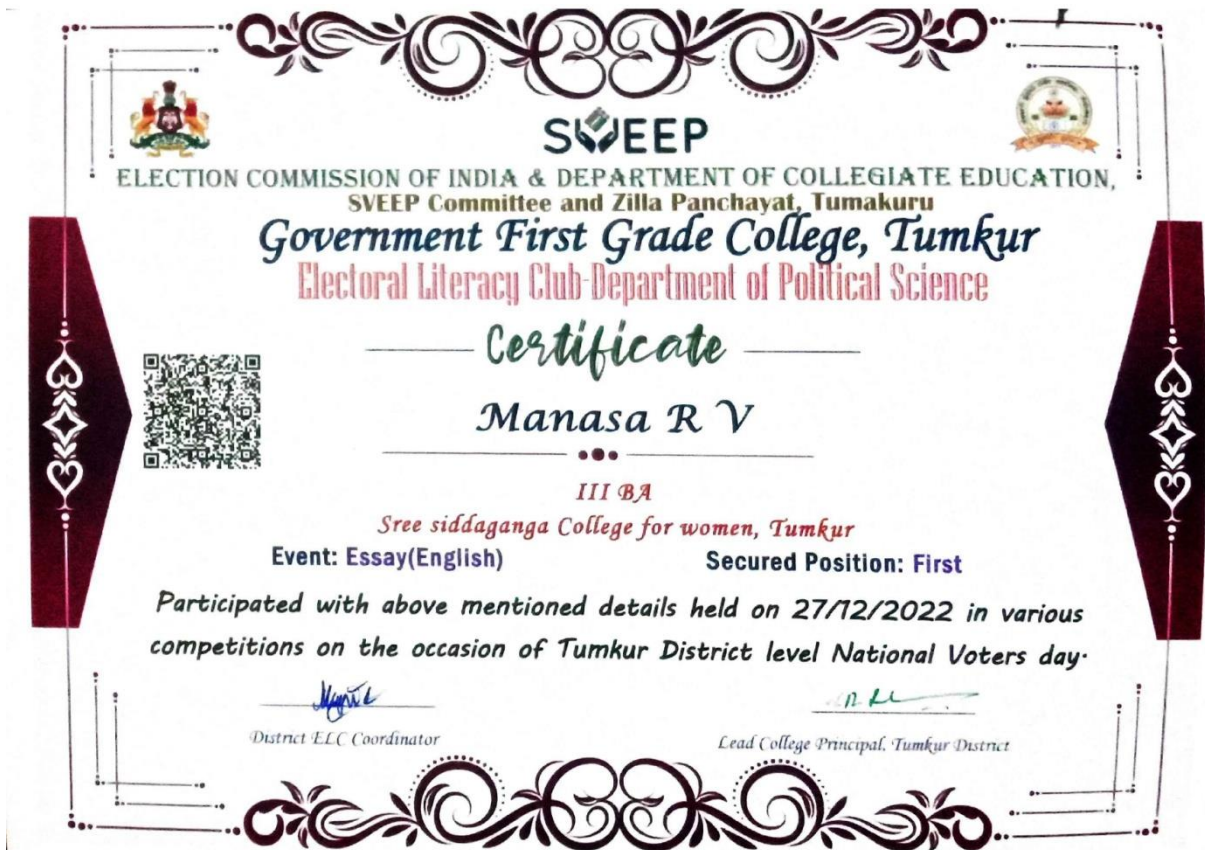 SVEEP
ELECTION COMMISSION OF INDIA & DEPARTMENT OF COLLEGIATE EDUCATION,
SVEEP Committee and Zilla Panchayat, Tumakuru
Government First Grade College, Tumkur
Electoral Literacy Club-Department of Political Science
Certificate
Manasa R V
III BA
Sree siddaganga College for women, Tumkur
Event: Essay(English) Secured Position: First
Participated with above mentioned details held on 27/12/2022 in various
competitions on the occasion of Tumkur District level National Voters day.
District ELC Coordinator
Lead College Principal, Tumkur District